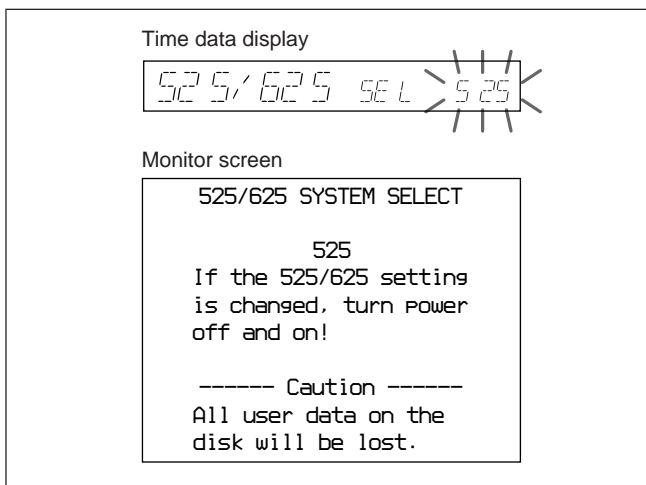 Time data display
525/625 SEL 525
Monitor screen
525/625 SYSTEM SELECT
525
If the 525/625 setting
is changed, turn power
off and on!
------ Caution ------
All user data on the
disk will be lost.